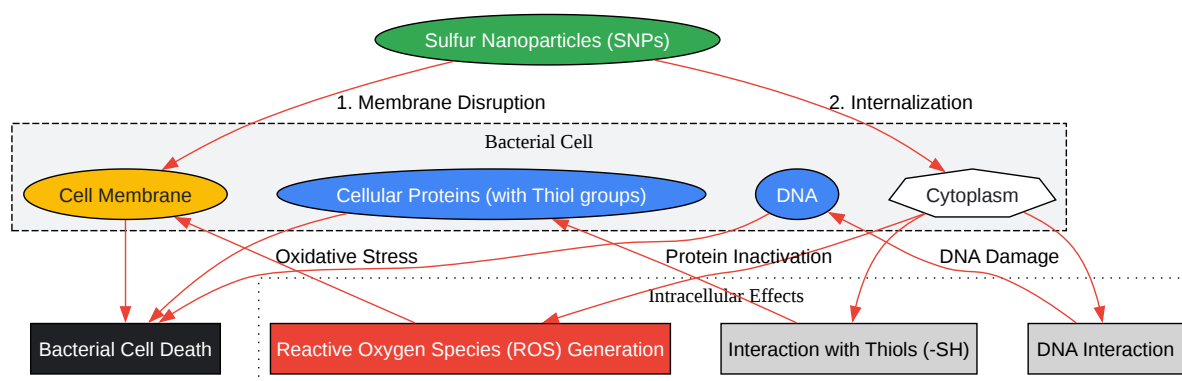 Sulfur Nanoparticles (SNPs)
1. Membrane Disruption
2. Internalization
Bacterial Cell
Cell Membrane
Cellular Proteins (with Thiol groups)
DNA
Cytoplasm
Oxidative Stress
Protein Inactivation
DNA Damage
Intracellular Effects
Bacterial Cell Death
Reactive Oxygen Species (ROS) Generation
Interaction with Thiols (-SH)
DNA Interaction